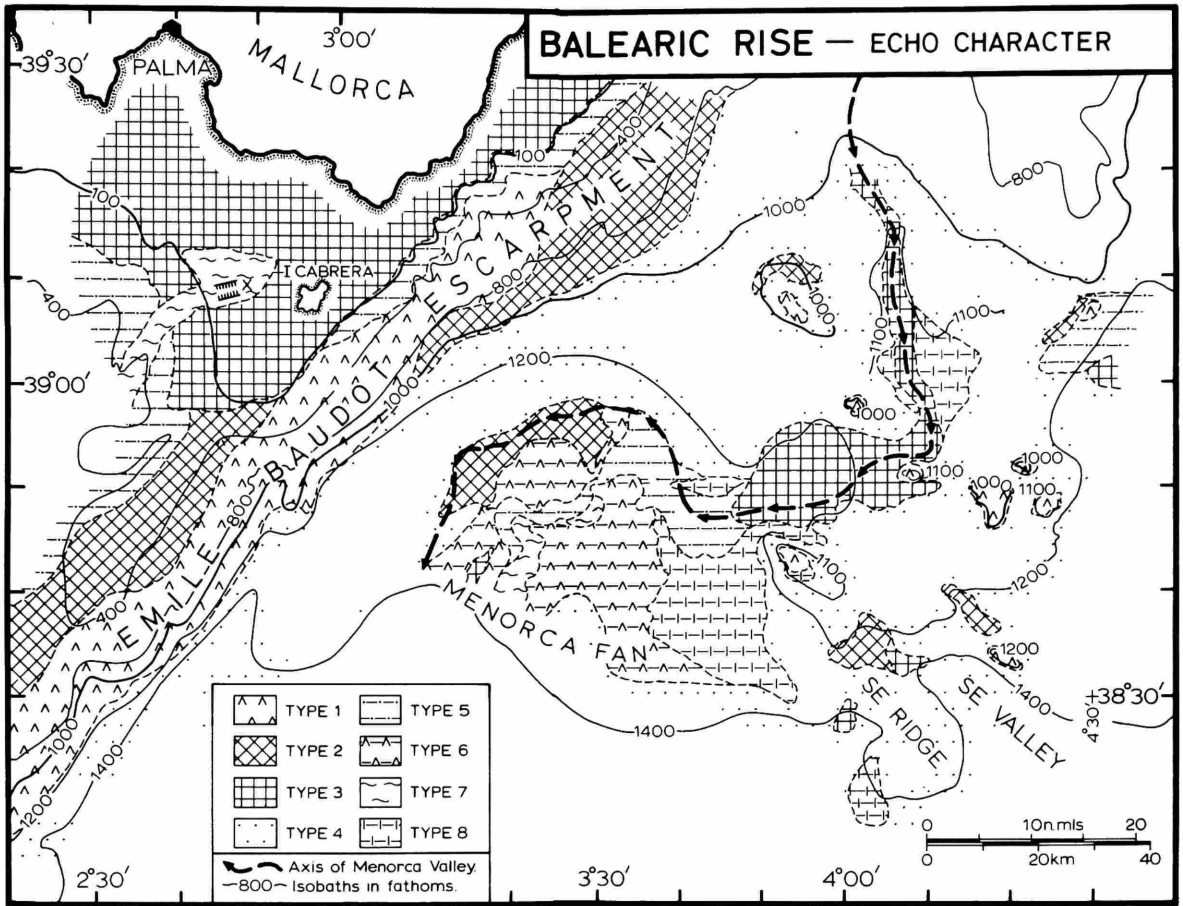 BALEARIC RISE — ECHO CHARACTER
3°00′
39°30′
PALMA
MALLORCA
400
100
800
100
1000
I CABRERA
400
800
1000
1100
1100
1000
39°00′
1200
1000
EMILE BAUDOT ESCARPMENT
1000
1100
1000
1100
800
1100
1200
MENORCA FAN
400
1200
1400
+38°30′
4°30′
SE RIDGE
SE VALLEY
1400
1000
1400
1200
TYPE 1
TYPE 5
TYPE 2
TYPE 6
TYPE 3
TYPE 7
TYPE 4
TYPE 8
Axis of Menorca Valley.
—800— Isobaths in fathoms.
0 10 n.mls 20
0 20km 40
2°30′
3°30′
4°00′